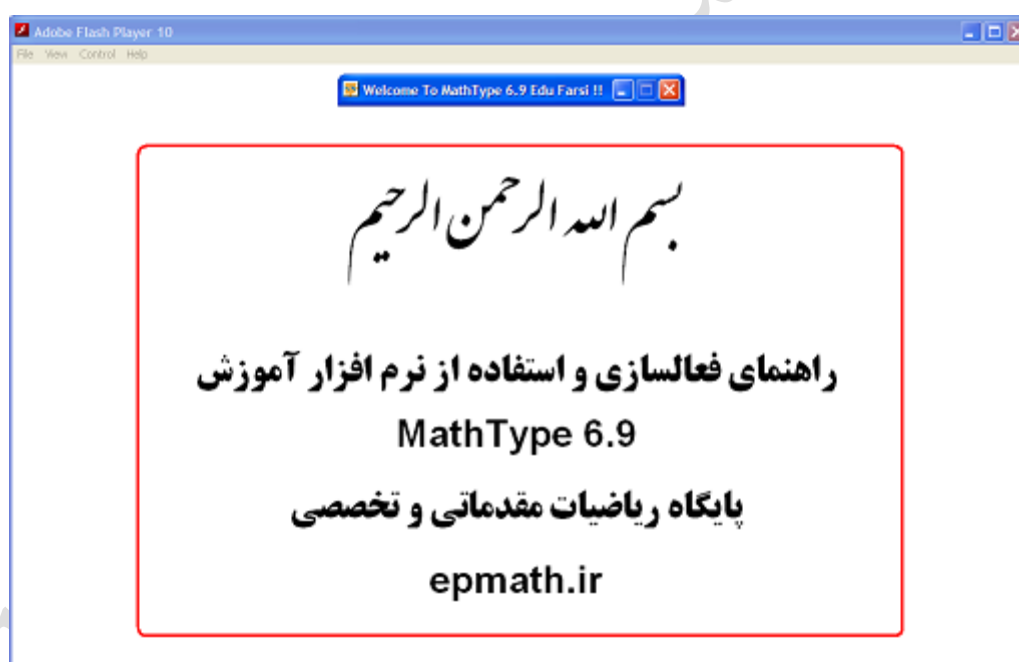 Adobe Flash Player 10
File View Control Help
Welcome To MathType 6.9 Edu Farsi !!
بسم الله الرحمن الرحیم
راهنمای فعالسازی و استفاده از نرم افزار آموزش
MathType 6.9
پایگاه ریاضیات مقدماتی و تخصصی
epmath.ir